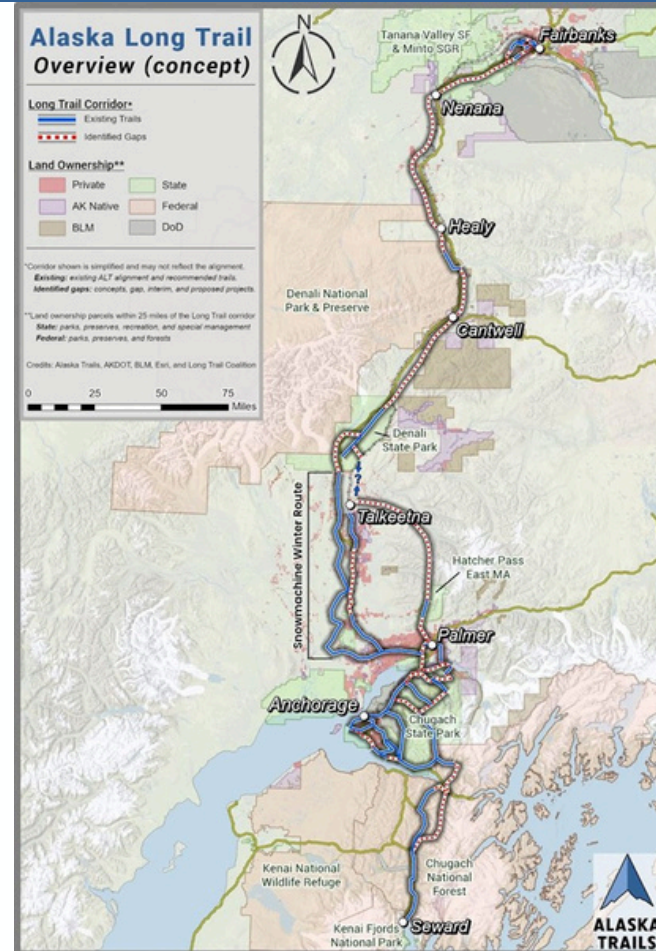 Alaska Long Trail
Overview (concept)
Long Trail Corridor*
Existing Trails
Identified Gaps
Land Ownership**
Private
State
AK Native
Federal
BLM
DoD
*Corridor shown is simplified and may not reflect the alignment.
Existing: existing ALT alignment and recommended trails.
Identified gaps: concepts, gap, interim, and proposed projects.
**Land ownership parcels within 25 miles of the Long Trail corridor
State: parks, preserves, recreation, and special management
Federal: parks, preserves, and forests
Credits: Alaska Trails, AKDOT, BLM, Esri, and Long Trail Coalition
0 25 50 75
Miles
N
Tanana Valley SF
& Minto SGR
Fairbanks
Nenana
Healy
Denali National
Park & Preserve
Cantwell
Denali
State Park
?
Talkeetna
Snowmachine Winter Route
Hatcher Pass
East MA
Palmer
Anchorage
Chugach
State Park
Kenai National
Wildlife Refuge
Chugach
National
Forest
Kenai Fjords
National Park
Seward
ALASKA
TRAILS